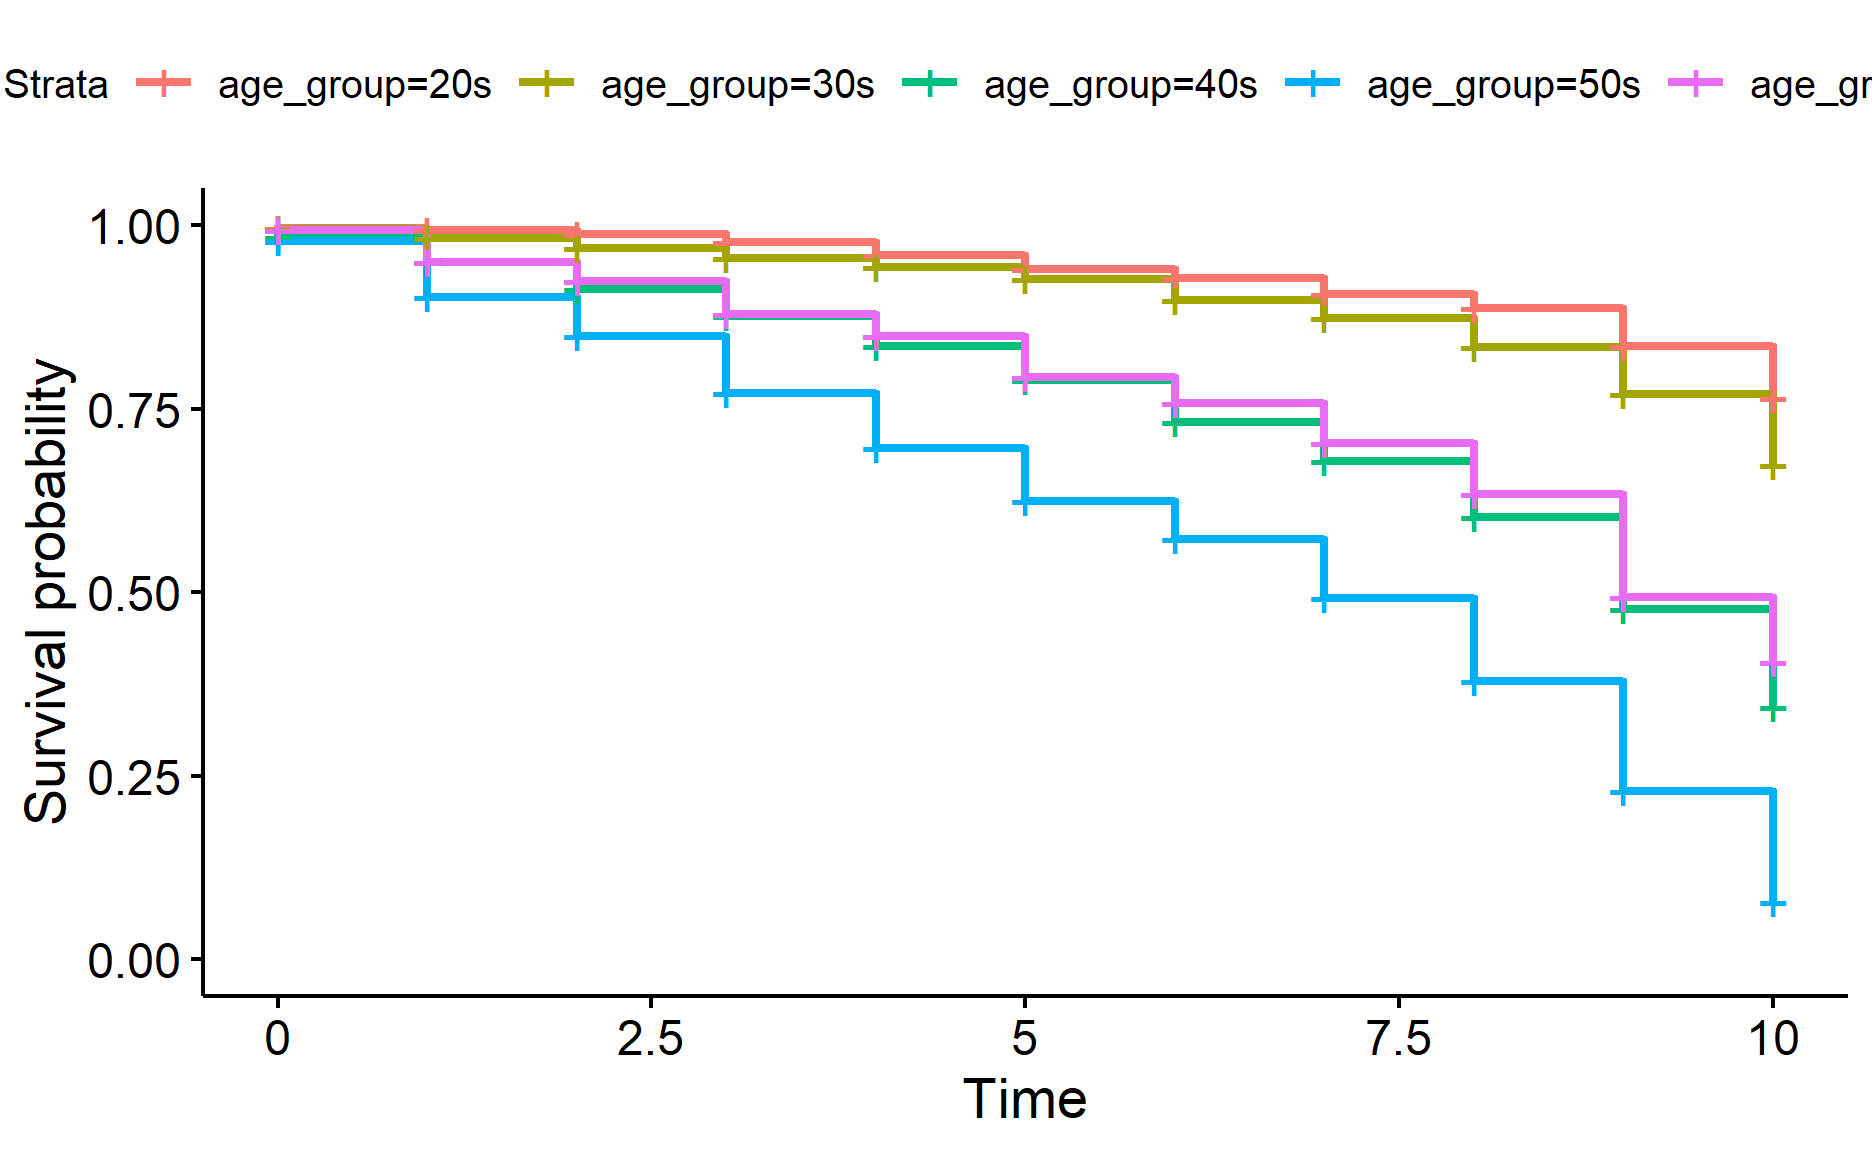 Strata age_group=20s age_group=30s age_group=40s age_group=50s age_gr
1.00
0.75
0.50
0.25
0.00
Survival probability
0 2.5 5 7.5 10
Time